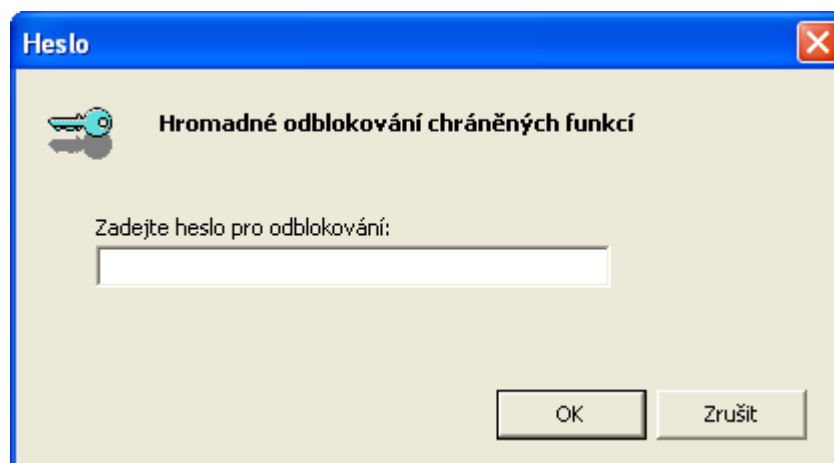 Heslo
Hromadné odblokování chráněných funkcí
Zadejte heslo pro odblokování:
OK
Zrušit